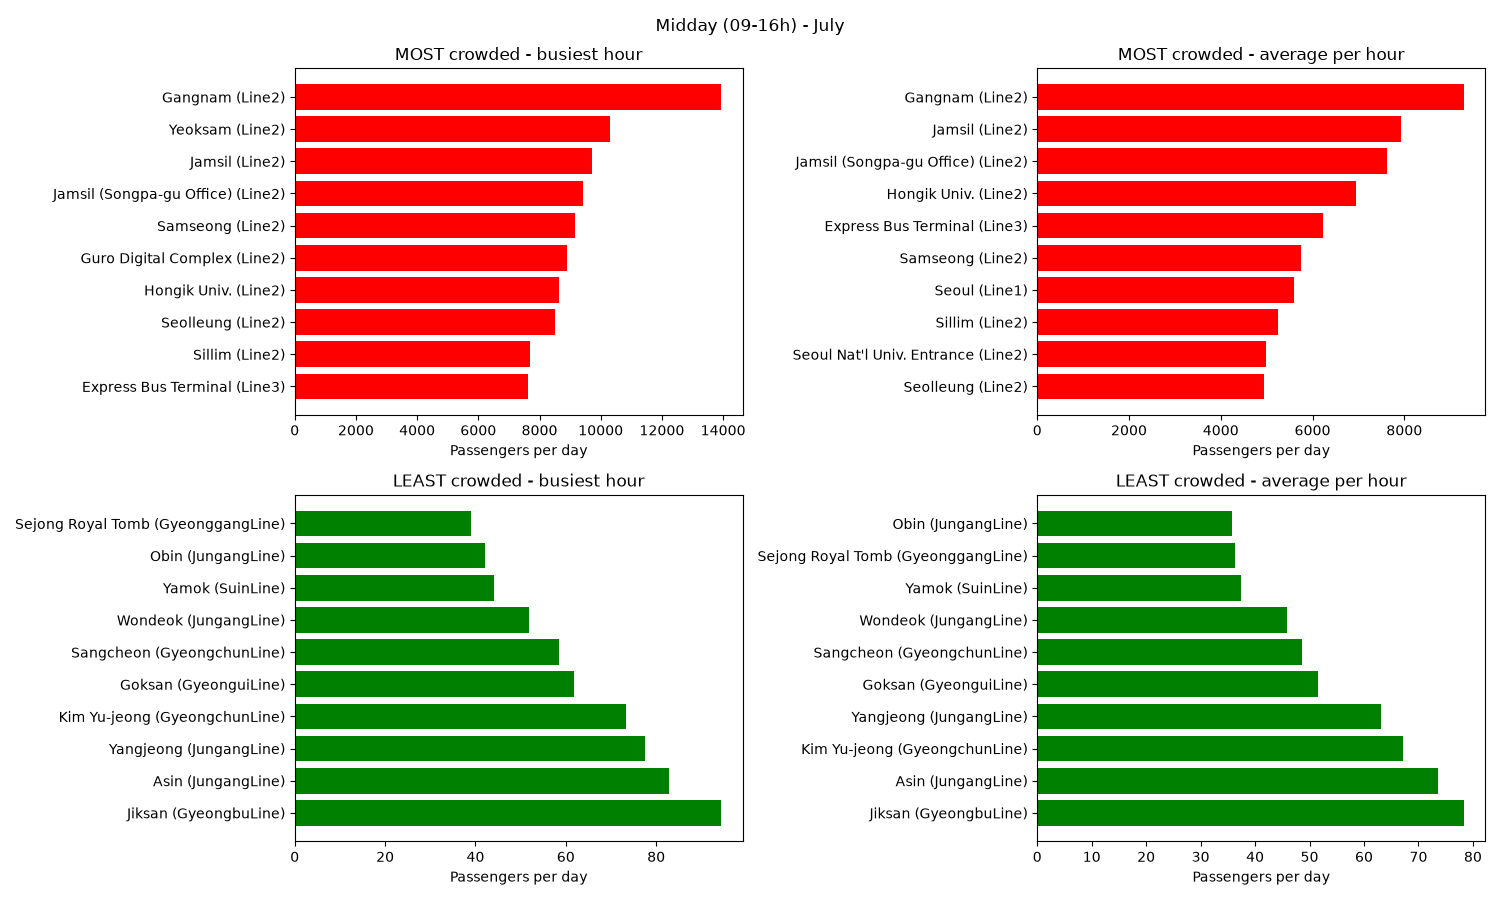 Midday (09-16h) - July
MOST crowded - busiest hour
Gangnam (Line2)
Yeoksam (Line2)
Jamsil (Line2)
Jamsil (Songpa-gu Office) (Line2)
Samseong (Line2)
Guro Digital Complex (Line2)
Hongik Univ. (Line2)
Seolleung (Line2)
Sillim (Line2)
Express Bus Terminal (Line3)
0 2000 4000 6000 8000 10000 12000 14000
Passengers per day
MOST crowded - average per hour
Gangnam (Line2)
Jamsil (Line2)
Jamsil (Songpa-gu Office) (Line2)
Hongik Univ. (Line2)
Express Bus Terminal (Line3)
Samseong (Line2)
Seoul (Line1)
Sillim (Line2)
Seoul Nat'l Univ. Entrance (Line2)
Seolleung (Line2)
0 2000 4000 6000 8000
Passengers per day
LEAST crowded - busiest hour
Sejong Royal Tomb (GyeonggangLine)
Obin (JungangLine)
Yamok (SuinLine)
Wondeok (JungangLine)
Sangcheon (GyeongchunLine)
Goksan (GyeonguiLine)
Kim Yu-jeong (GyeongchunLine)
Yangjeong (JungangLine)
Asin (JungangLine)
Jiksan (GyeongbuLine)
0 20 40 60 80
Passengers per day
LEAST crowded - average per hour
Obin (JungangLine)
Sejong Royal Tomb (GyeonggangLine)
Yamok (SuinLine)
Wondeok (JungangLine)
Sangcheon (GyeongchunLine)
Goksan (GyeonguiLine)
Yangjeong (JungangLine)
Kim Yu-jeong (GyeongchunLine)
Asin (JungangLine)
Jiksan (GyeongbuLine)
0 10 20 30 40 50 60 70 80
Passengers per day